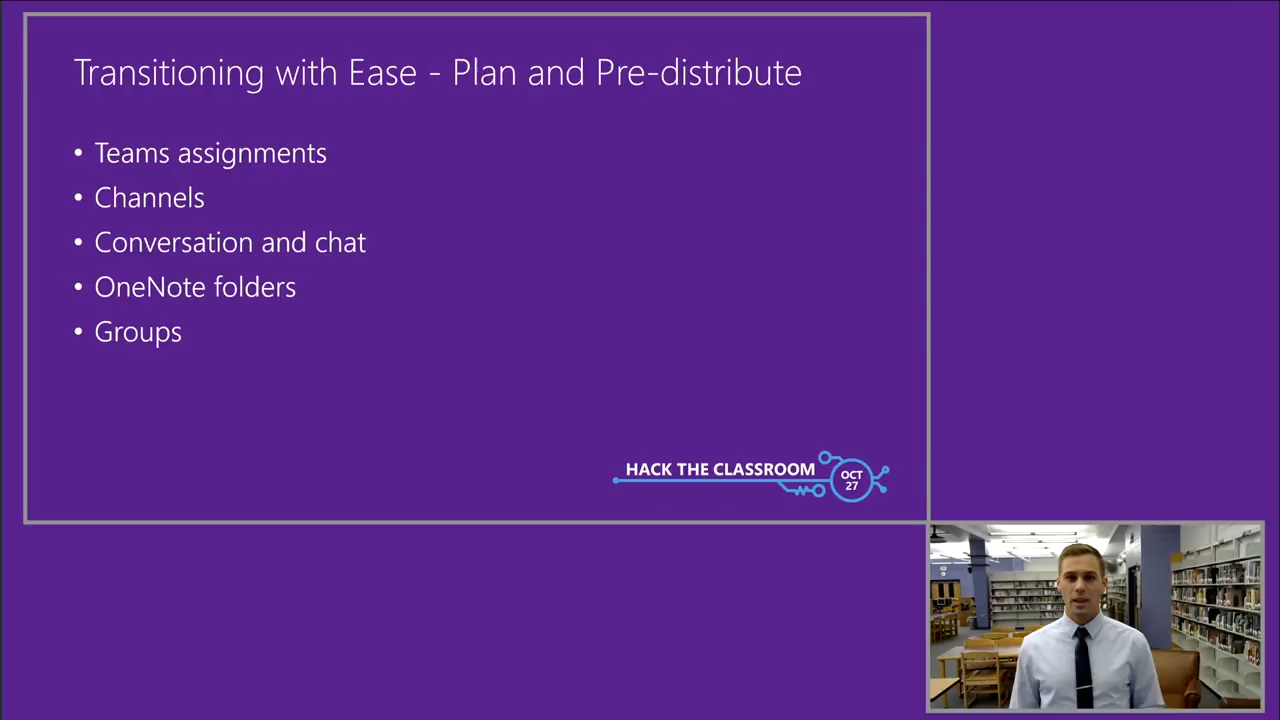 Transitioning with Ease - Plan and Pre-distribute
• Teams assignments
• Channels
• Conversation and chat
• OneNote folders
• Groups
HACK THE CLASSROOM
OCT
27